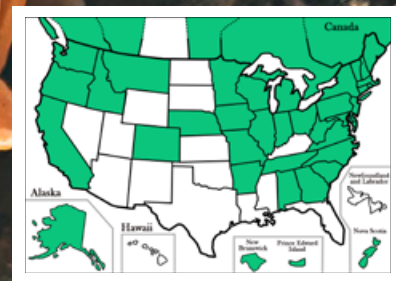 Canada
Newfoundland
and Labrador
Alaska
Hawaii
New
Brunswick
Prince Edward
Island
Nova Scotia